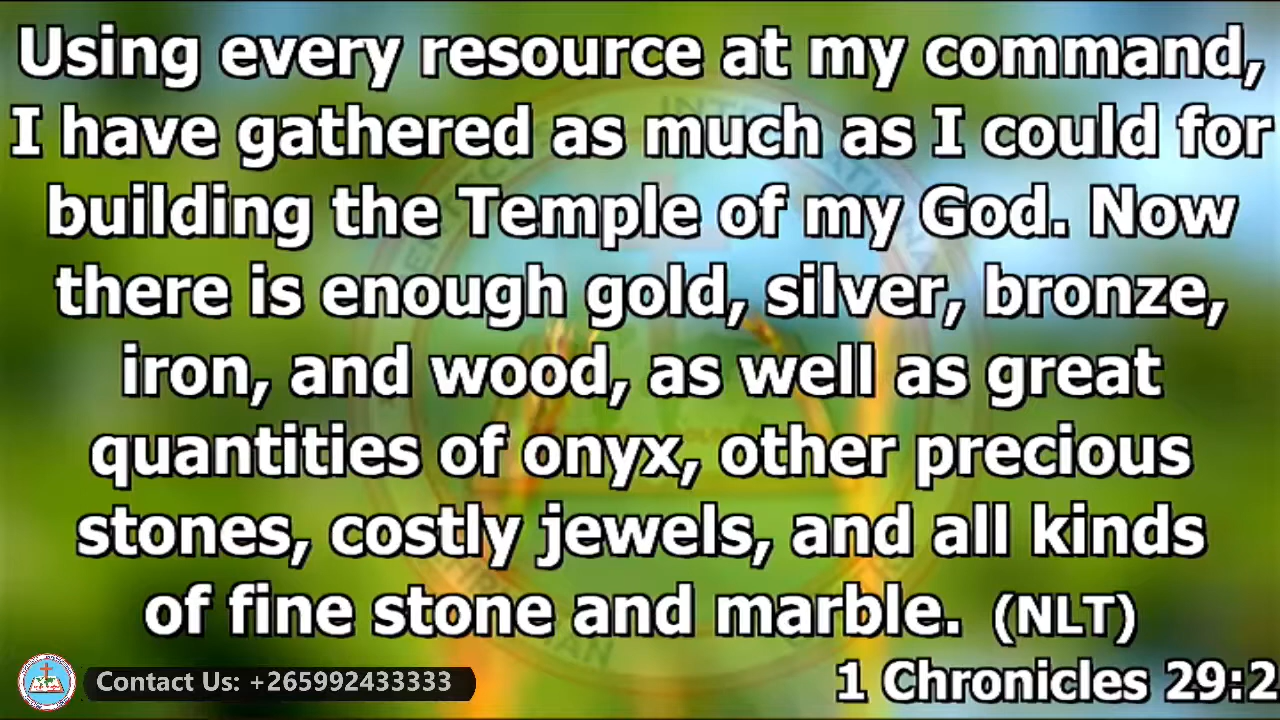 Using every resource at my command,
I have gathered as much as I could for
building the Temple of my God. Now
there is enough gold, silver, bronze,
iron, and wood, as well as great
quantities of onyx, other precious
stones, costly jewels, and all kinds
of fine stone and marble. (NLT)
1 Chronicles 29:2
Contact Us: +265992433333